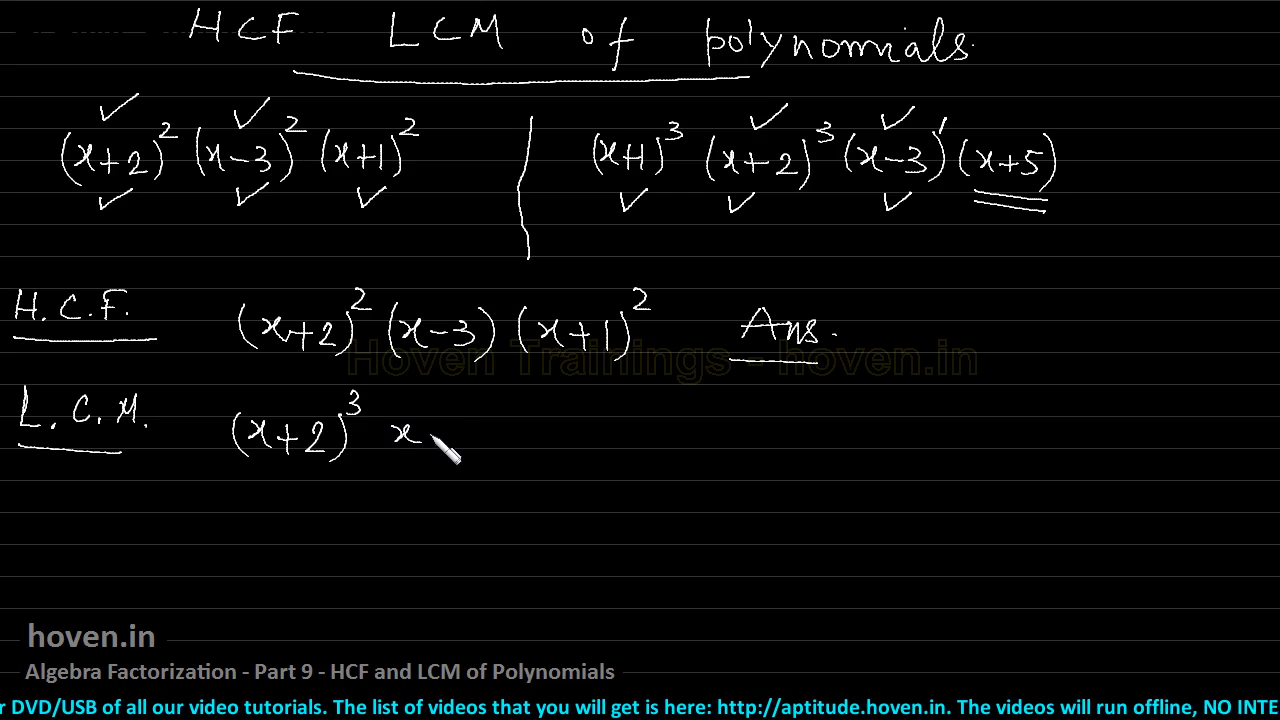 HCF LCM of polynomials.
(x+2)² (x-3)² (x+1)² | (x+1)³ (x+2)³ (x-3)¹ (x+5)
H.C.F. (x+2)² (x-3) (x+1)² Ans.
Hoven Trainings - hoven.in
L.C.M. (x+2)³ x
hoven.in
Algebra Factorization - Part 9 - HCF and LCM of Polynomials
r DVD/USB of all our video tutorials. The list of videos that you will get is here: http://aptitude.hoven.in. The videos will run offline, NO INTE